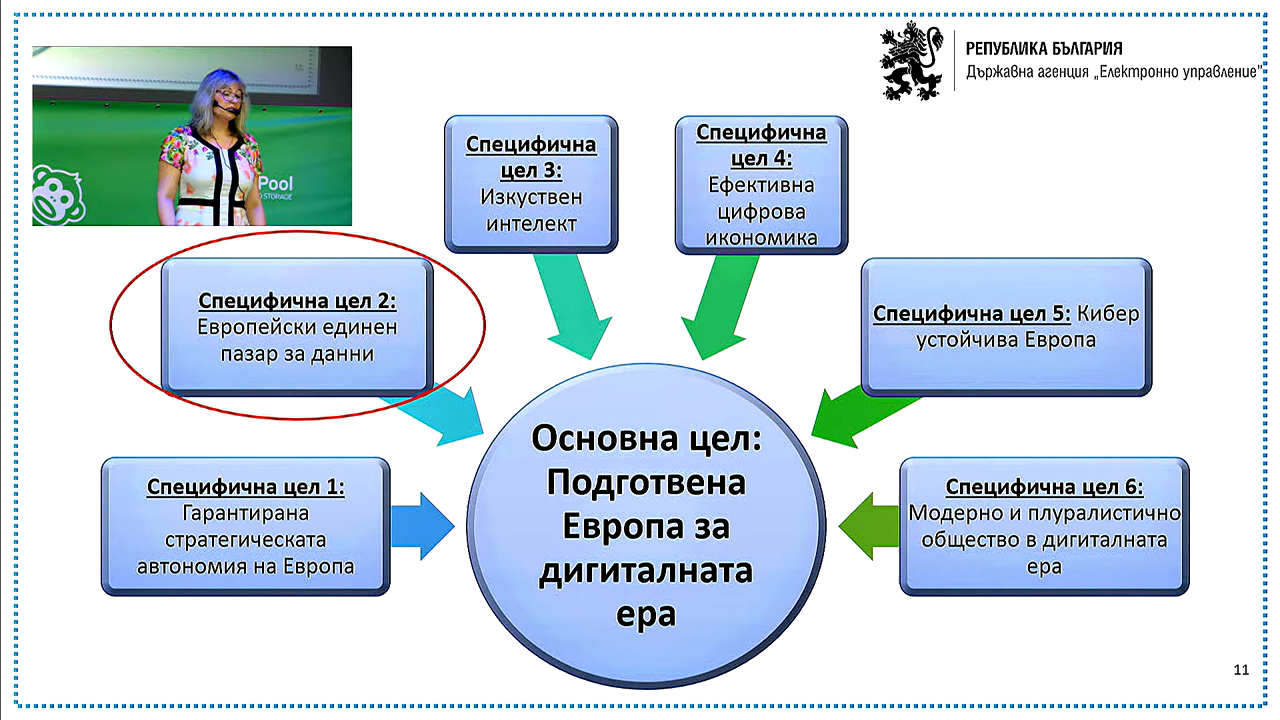 РЕПУБЛИКА БЪЛГАРИЯ
Държавна агенция „Електронно управление”
Pool
D STORAGE
Специфична
цел 3:
Изкуствен
интелект
Специфична
цел 4:
Ефективна
цифрова
икономика
Специфична цел 2:
Европейски единен
пазар за данни
Специфична цел 5: Кибер
устойчива Европа
Специфична цел 1:
Гарантирана
стратегическата
автономия на Европа
Основна цел:
Подготвена
Европа за
дигиталната
ера
Специфична цел 6:
Модерно и плуралистично
общество в дигиталната
ера
11